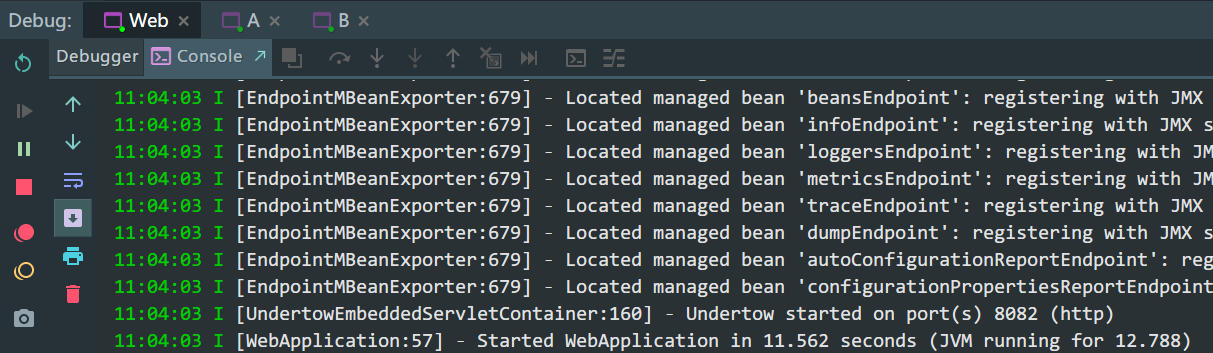 Debug: Web × A × B ×
Debugger Console
11:04:03 I [EndpointMBeanExporter:679] - Located managed bean 'beansEndpoint': registering with JMX
11:04:03 I [EndpointMBeanExporter:679] - Located managed bean 'infoEndpoint': registering with JMX s
11:04:03 I [EndpointMBeanExporter:679] - Located managed bean 'loggersEndpoint': registering with JM
11:04:03 I [EndpointMBeanExporter:679] - Located managed bean 'metricsEndpoint': registering with JM
11:04:03 I [EndpointMBeanExporter:679] - Located managed bean 'traceEndpoint': registering with JMX
11:04:03 I [EndpointMBeanExporter:679] - Located managed bean 'dumpEndpoint': registering with JMX s
11:04:03 I [EndpointMBeanExporter:679] - Located managed bean 'autoConfigurationReportEndpoint': reg
11:04:03 I [EndpointMBeanExporter:679] - Located managed bean 'configurationPropertiesReportEndpoint
11:04:03 I [UndertowEmbeddedServletContainer:160] - Undertow started on port(s) 8082 (http)
11:04:03 I [WebApplication:57] - Started WebApplication in 11.562 seconds (JVM running for 12.788)